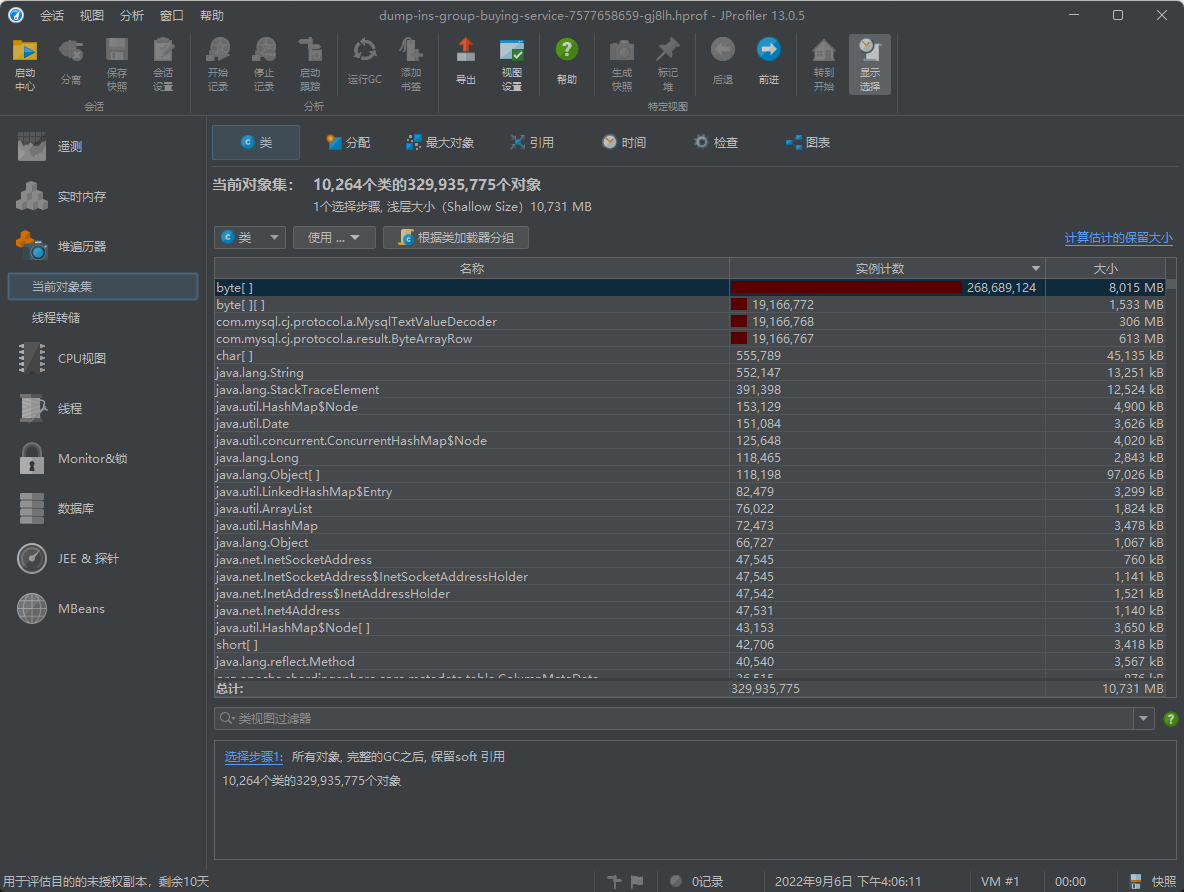 dump-ins-group-buying-service-7577658659-gj8lh.hprof - JProfiler 13.0.5
会话 视图 分析 窗口 帮助
启动中心 分离 保存快照 会话设置 开始记录 停止记录 启动跟踪 运行GC 添加书签 导出 视图设置 帮助 生成快照 标记堆 后退 前进 转到开始 显示选择
会话 分析 特定视图
遥测
实时内存
堆遍历器
当前对象集
线程转储
CPU视图
线程
Monitor&锁
数据库
JEE & 探针
MBeans
类 分配 最大对象 引用 时间 检查 图表
当前对象集: 10,264个类的329,935,775个对象
1个选择步骤, 浅层大小（Shallow Size）10,731 MB
类 使用 ... 根据类加载器分组 计算估计的保留大小
名称 实例计数 大小
byte[ ] 268,689,124 8,015 MB
byte[ ][ ] 19,166,772 1,533 MB
com.mysql.cj.protocol.a.MysqlTextValueDecoder 19,166,768 306 MB
com.mysql.cj.protocol.a.result.ByteArrayRow 19,166,767 613 MB
char[ ] 555,789 45,135 kB
java.lang.String 552,147 13,251 kB
java.lang.StackTraceElement 391,398 12,524 kB
java.util.HashMap$Node 153,129 4,900 kB
java.util.Date 151,084 3,626 kB
java.util.concurrent.ConcurrentHashMap$Node 125,648 4,020 kB
java.lang.Long 118,465 2,843 kB
java.lang.Object[ ] 118,198 97,026 kB
java.util.LinkedHashMap$Entry 82,479 3,299 kB
java.util.ArrayList 76,022 1,824 kB
java.util.HashMap 72,473 3,478 kB
java.lang.Object 66,727 1,067 kB
java.net.InetSocketAddress 47,545 760 kB
java.net.InetSocketAddress$InetSocketAddressHolder 47,545 1,141 kB
java.net.InetAddress$InetAddressHolder 47,542 1,521 kB
java.net.Inet4Address 47,531 1,140 kB
java.util.HashMap$Node[ ] 43,153 3,650 kB
short[ ] 42,706 3,418 kB
java.lang.reflect.Method 40,540 3,567 kB
总计: 329,935,775 10,731 MB
类视图过滤器
选择步骤1: 所有对象, 完整的GC之后, 保留soft 引用
10,264个类的329,935,775个对象
用于评估目的的未授权副本，剩余10天 0记录 2022年9月6日 下午4:06:11 VM #1 00:00 快照